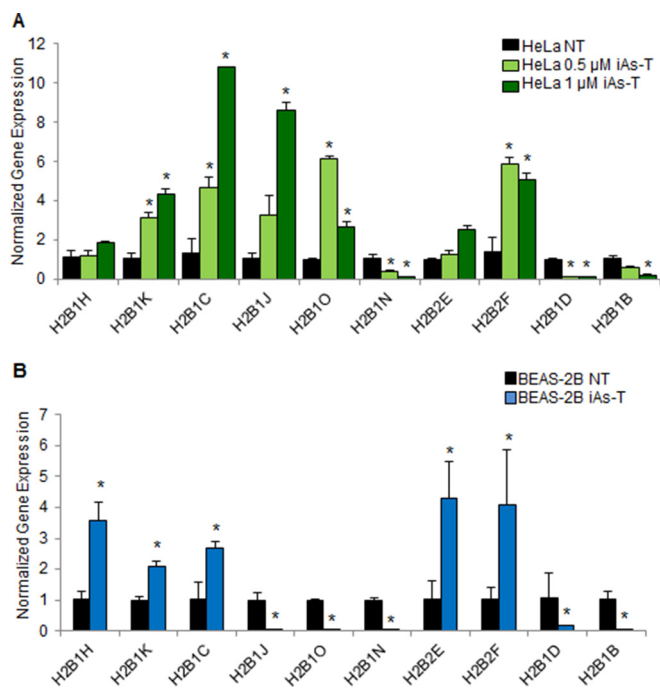 A
HeLa NT
HeLa 0.5 µM iAs-T
HeLa 1 µM iAs-T
Normalized Gene Expression
12
10
8
6
4
2
0
* * * * * * * * * * * * * *
H2B1H H2B1K H2B1C H2B1J H2B1O H2B1N H2B2E H2B2F H2B1D H2B1B
B
BEAS-2B NT
BEAS-2B iAs-T
Normalized Gene Expression
7
6
5
4
3
2
1
0
* * * * * * * * * *
H2B1H H2B1K H2B1C H2B1J H2B1O H2B1N H2B2E H2B2F H2B1D H2B1B